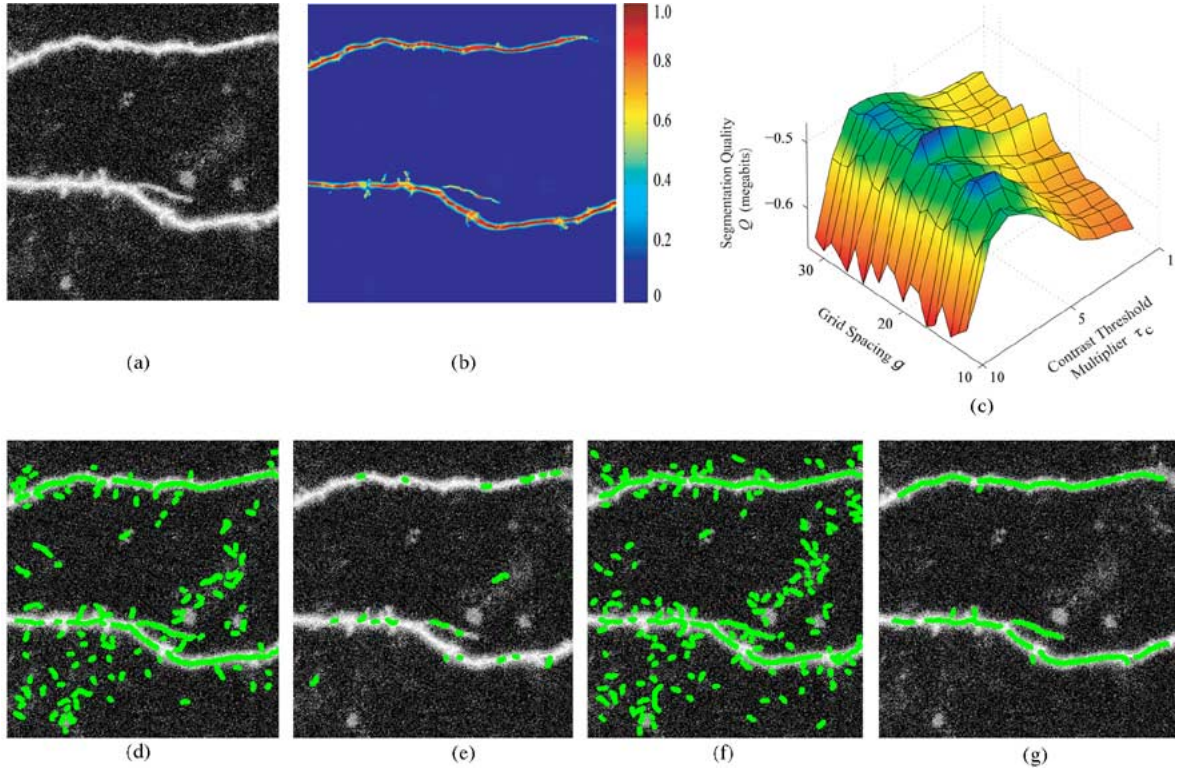 1.0
0.8
0.6
0.4
0.2
0
Segmentation Quality
Q (megabits)
−0.5
−0.6
30
20
10
Grid Spacing g
10
5
1
Contrast Threshold
Multiplier τc
(a)
(b)
(c)
(d)
(e)
(f)
(g)